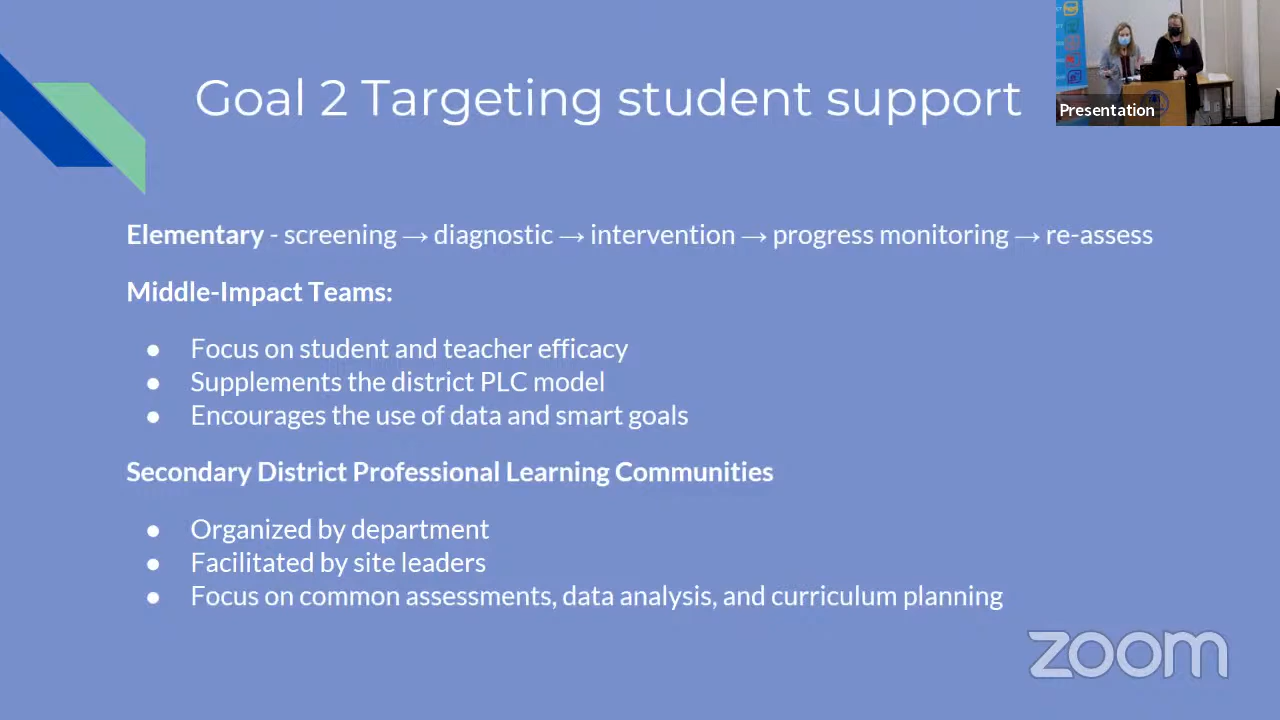 Goal 2 Targeting student support
Presentation
Elementary - screening → diagnostic → intervention → progress monitoring → re-assess
Middle-Impact Teams:
● Focus on student and teacher efficacy
● Supplements the district PLC model
● Encourages the use of data and smart goals
Secondary District Professional Learning Communities
● Organized by department
● Facilitated by site leaders
● Focus on common assessments, data analysis, and curriculum planning
zoom